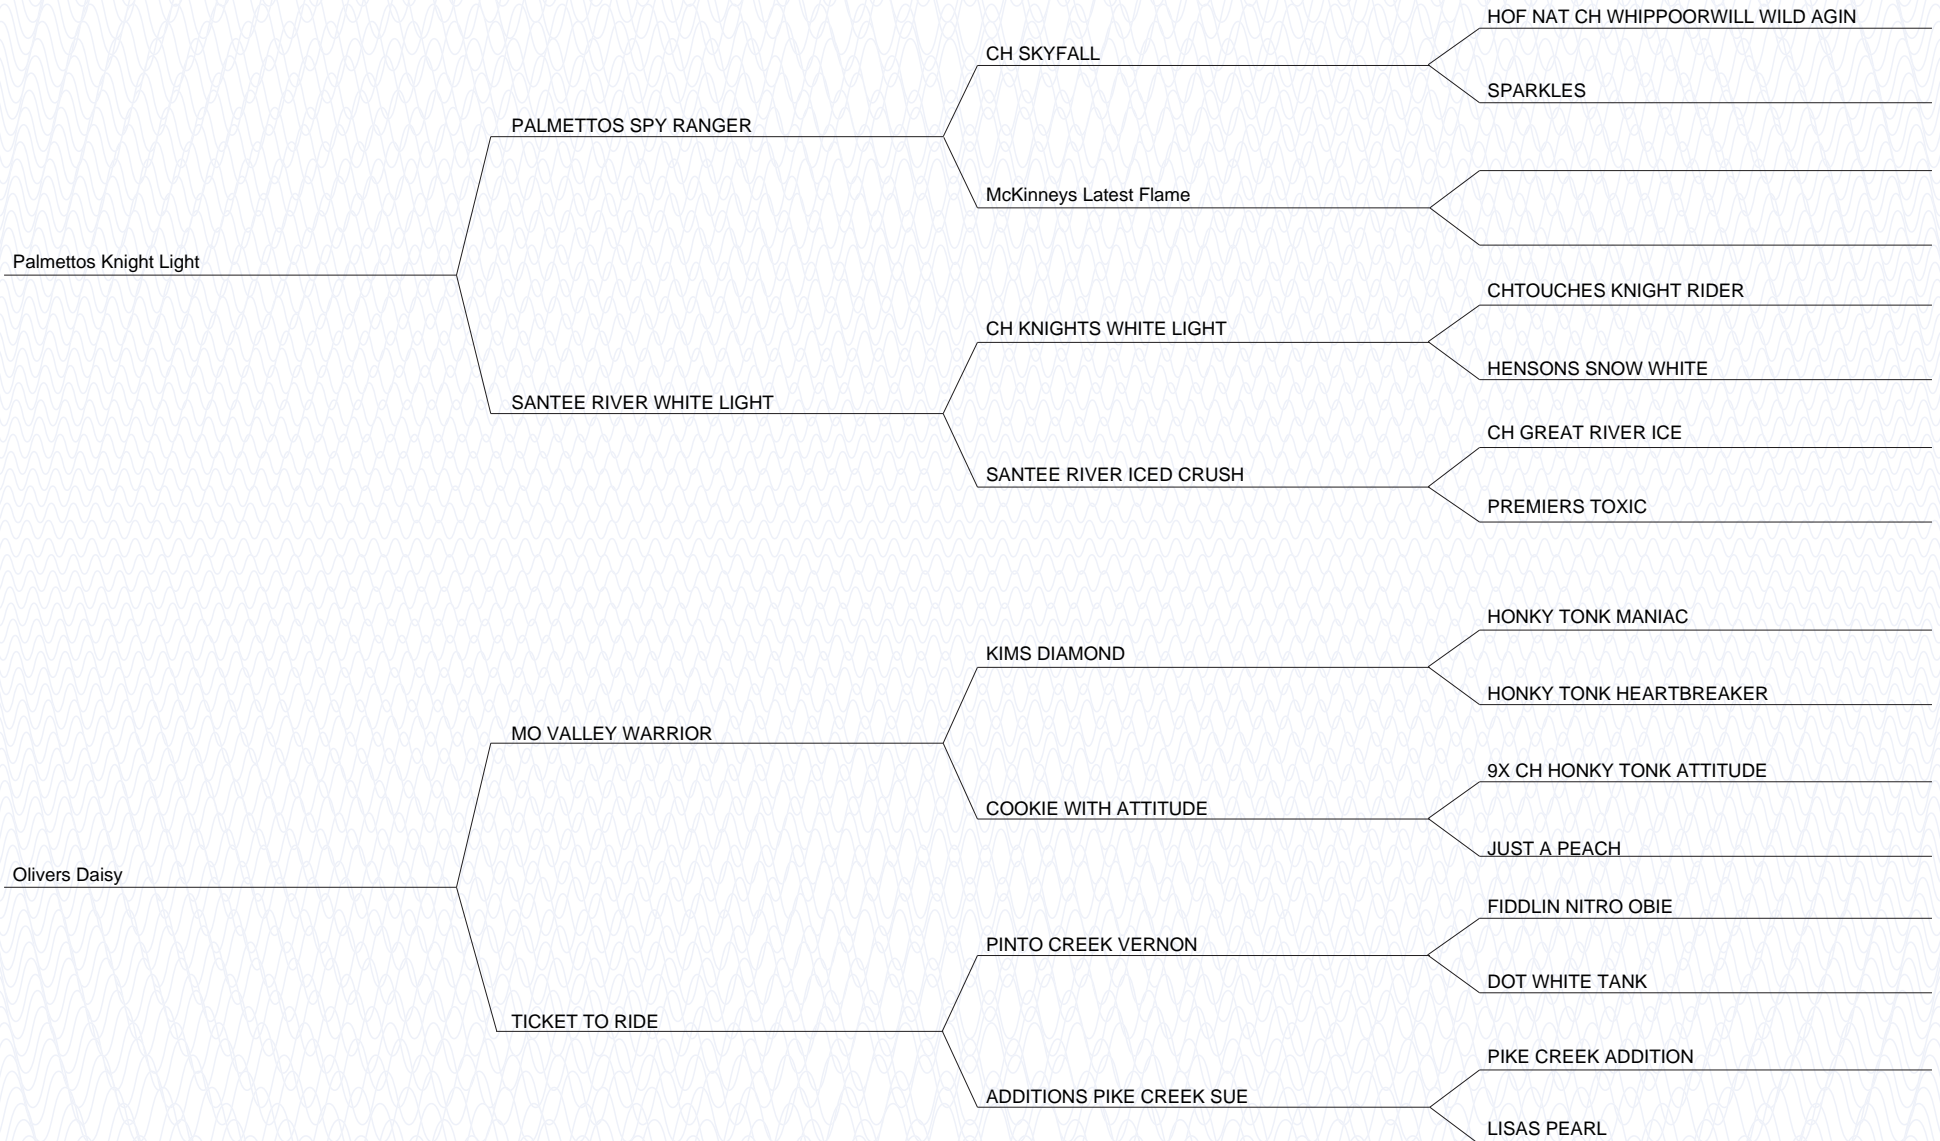 HOF NAT CH WHIPPOORWILL WILD AGIN
CH SKYFALL
SPARKLES
PALMETTOS SPY RANGER
McKinneys Latest Flame
Palmettos Knight Light
CHTOUCHES KNIGHT RIDER
CH KNIGHTS WHITE LIGHT
HENSONS SNOW WHITE
SANTEE RIVER WHITE LIGHT
CH GREAT RIVER ICE
SANTEE RIVER ICED CRUSH
PREMIERS TOXIC
HONKY TONK MANIAC
KIMS DIAMOND
HONKY TONK HEARTBREAKER
MO VALLEY WARRIOR
9X CH HONKY TONK ATTITUDE
COOKIE WITH ATTITUDE
JUST A PEACH
Olivers Daisy
FIDDLIN NITRO OBIE
PINTO CREEK VERNON
DOT WHITE TANK
TICKET TO RIDE
PIKE CREEK ADDITION
ADDITIONS PIKE CREEK SUE
LISAS PEARL